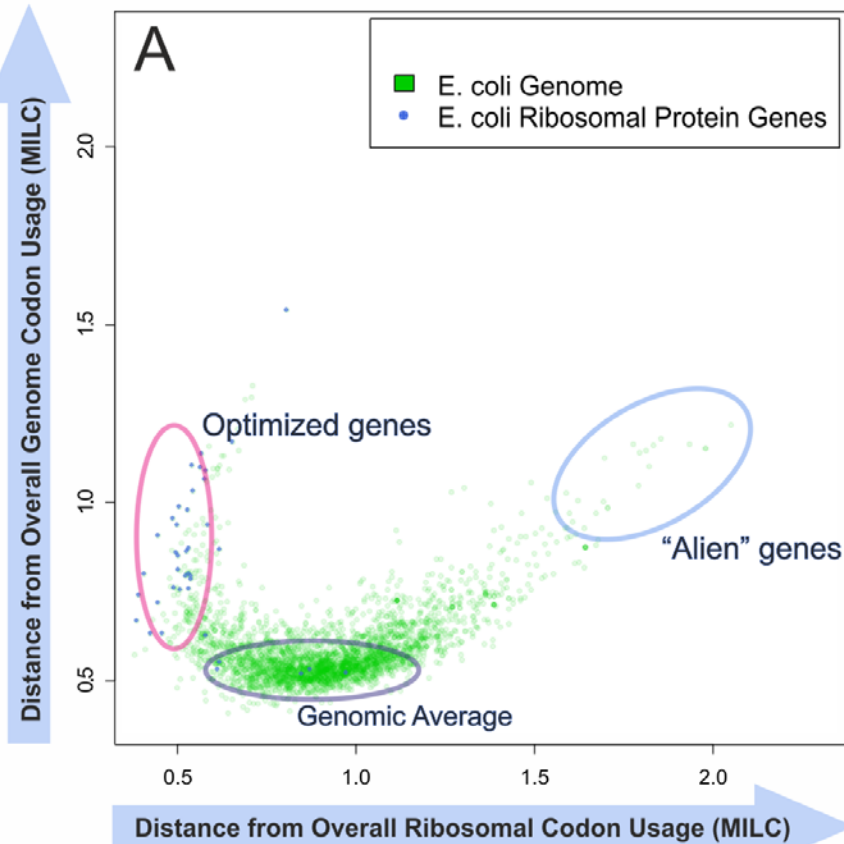 A
E. coli Genome
E. coli Ribosomal Protein Genes
Distance from Overall Genome Codon Usage (MILC)
2.0
1.5
1.0
0.5
Optimized genes
“Alien” genes
Genomic Average
0.5 1.0 1.5 2.0
Distance from Overall Ribosomal Codon Usage (MILC)